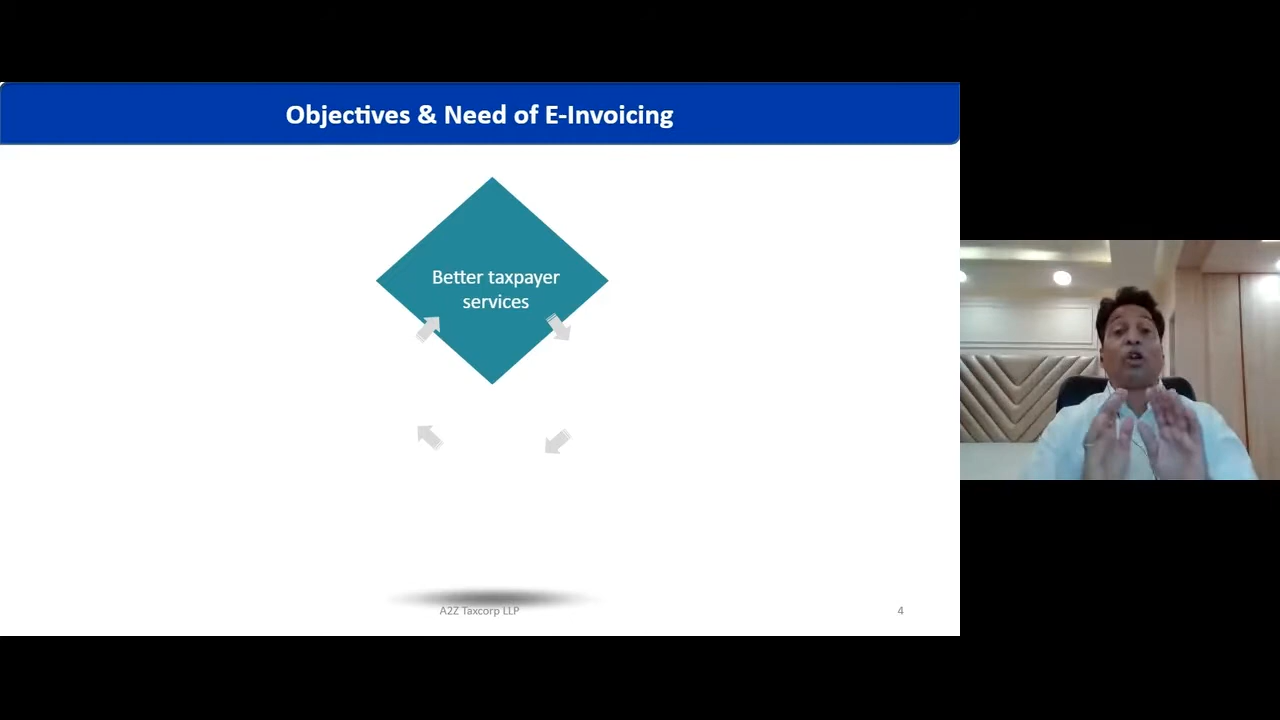 Objectives & Need of E-Invoicing
Better taxpayer
services
A2Z Taxcorp LLP
4